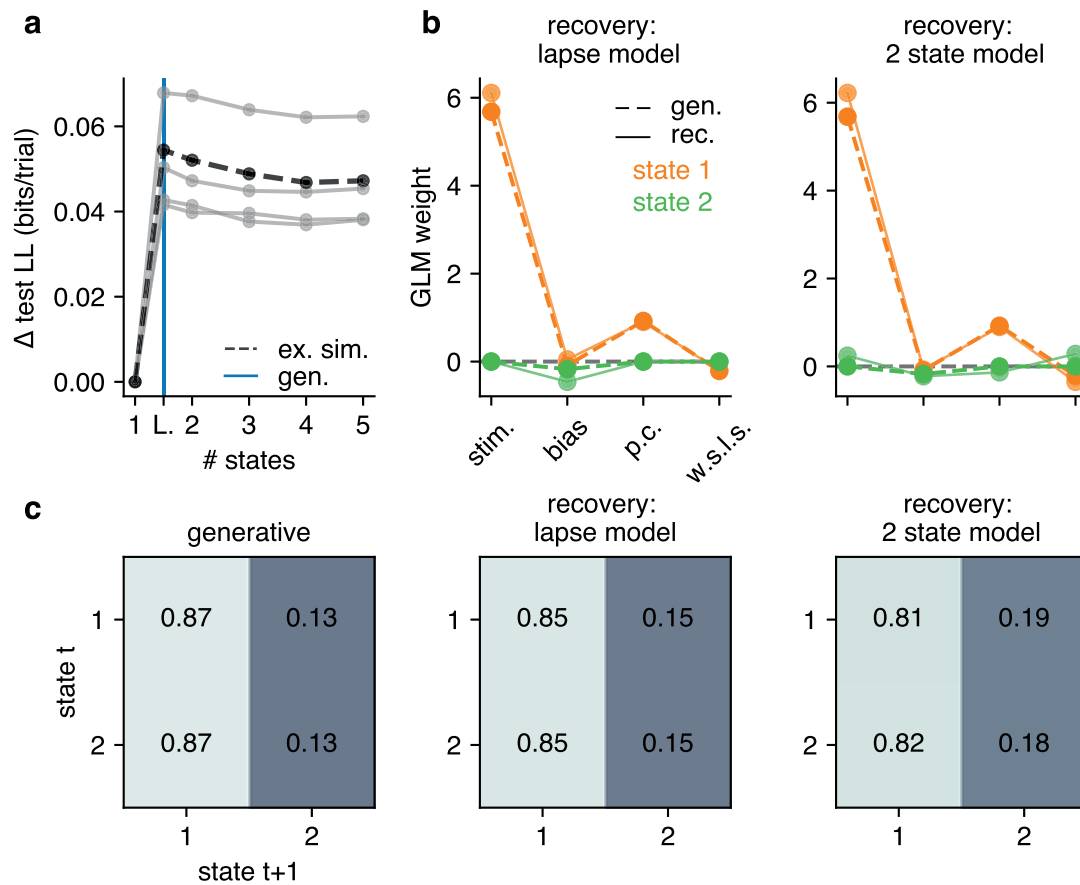 a
Δ test LL (bits/trial)
0.06
0.04
0.02
0.00
ex. sim.
gen.
1 L. 2 3 4 5
# states
b
recovery:
lapse model
GLM weight
6
4
2
0
gen.
rec.
state 1
state 2
stim.
bias
p.c.
w.s.l.s.
recovery:
2 state model
6
4
2
0
c
generative
state t
1
2
0.87 0.13
0.87 0.13
1 2
state t+1
recovery:
lapse model
1
2
0.85 0.15
0.85 0.15
1 2
recovery:
2 state model
1
2
0.81 0.19
0.82 0.18
1 2